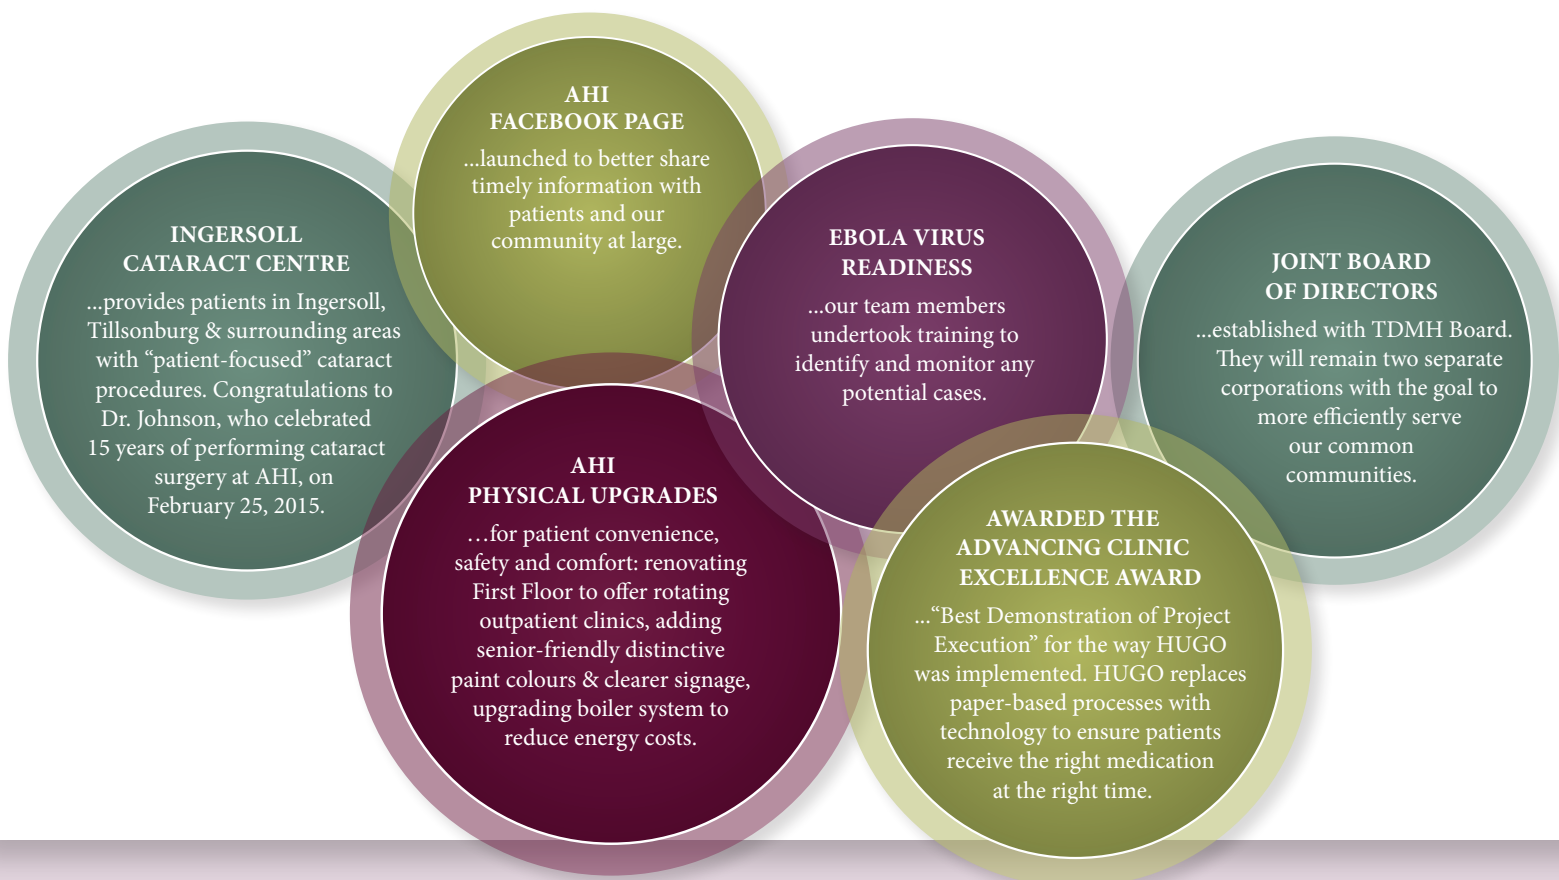 INGERSOLL
CATARACT CENTRE
...provides patients in Ingersoll,
Tillsonburg & surrounding areas
with “patient-focused” cataract
procedures. Congratulations to
Dr. Johnson, who celebrated
15 years of performing cataract
surgery at AHI, on
February 25, 2015.
AHI
FACEBOOK PAGE
...launched to better share
timely information with
patients and our
community at large.
AHI
PHYSICAL UPGRADES
…for patient convenience,
safety and comfort: renovating
First Floor to offer rotating
outpatient clinics, adding
senior-friendly distinctive
paint colours & clearer signage,
upgrading boiler system to
reduce energy costs.
EBOLA VIRUS
READINESS
...our team members
undertook training to
identify and monitor any
potential cases.
AWARDED THE
ADVANCING CLINIC
EXCELLENCE AWARD
...“Best Demonstration of Project
Execution” for the way HUGO
was implemented. HUGO replaces
paper-based processes with
technology to ensure patients
receive the right medication
at the right time.
JOINT BOARD
OF DIRECTORS
...established with TDMH Board.
They will remain two separate
corporations with the goal to
more efficiently serve
our common
communities.